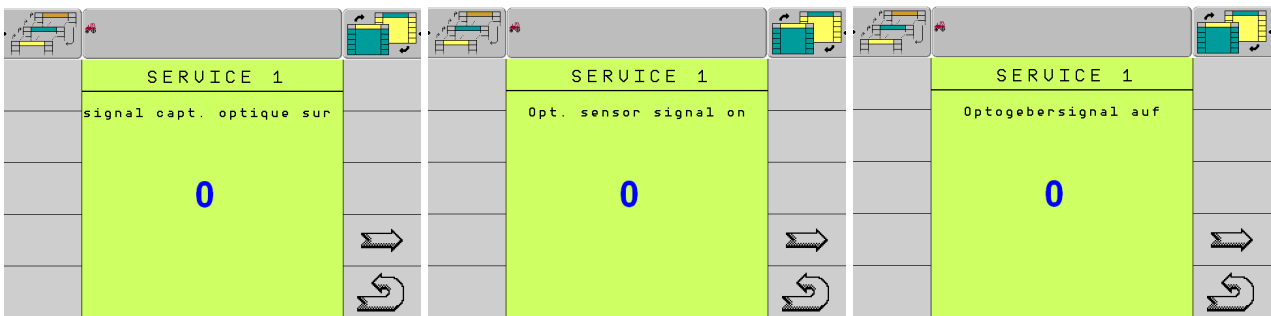 SERVICE 1
signal capt. optique sur
0
SERVICE 1
Opt. sensor signal on
0
SERVICE 1
Optogebersignal auf
0